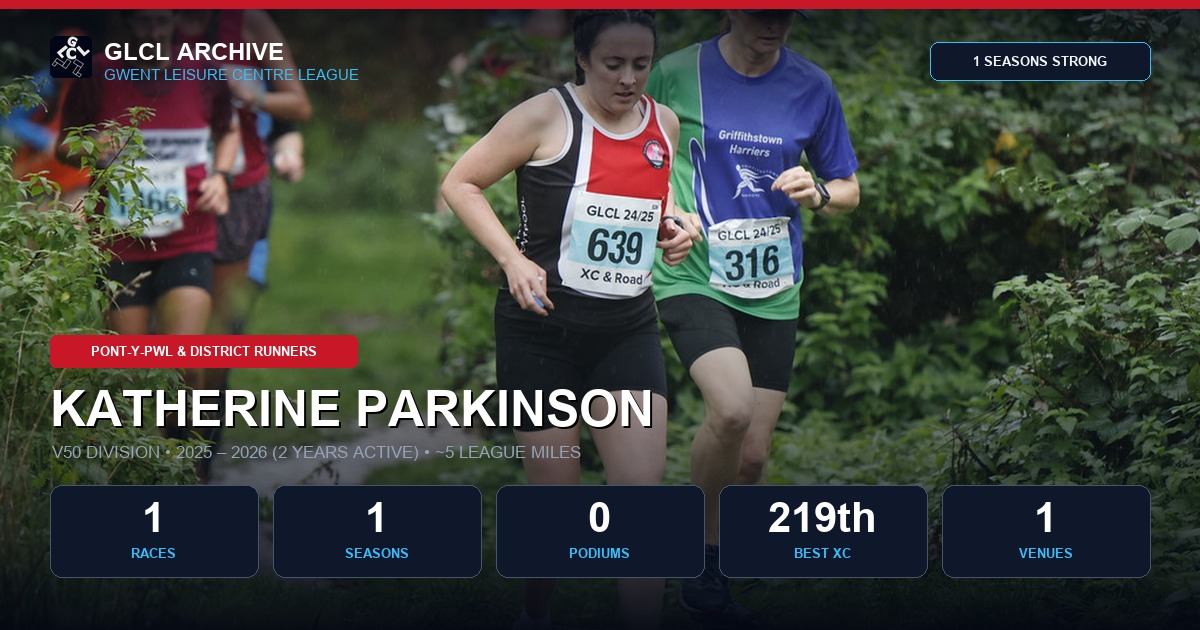 GLCL ARCHIVE
GWENT LEISURE CENTRE LEAGUE
1 SEASONS STRONG
Griffithstown
Harriers
GLCL 24/25
639
XC & Road
GLCL 24/25
316
XC & Road
PONT-Y-PWL & DISTRICT RUNNERS
KATHERINE PARKINSON
V50 DIVISION • 2025 – 2026 (2 YEARS ACTIVE) • ~5 LEAGUE MILES
1
RACES
1
SEASONS
0
PODIUMS
219th
BEST XC
1
VENUES